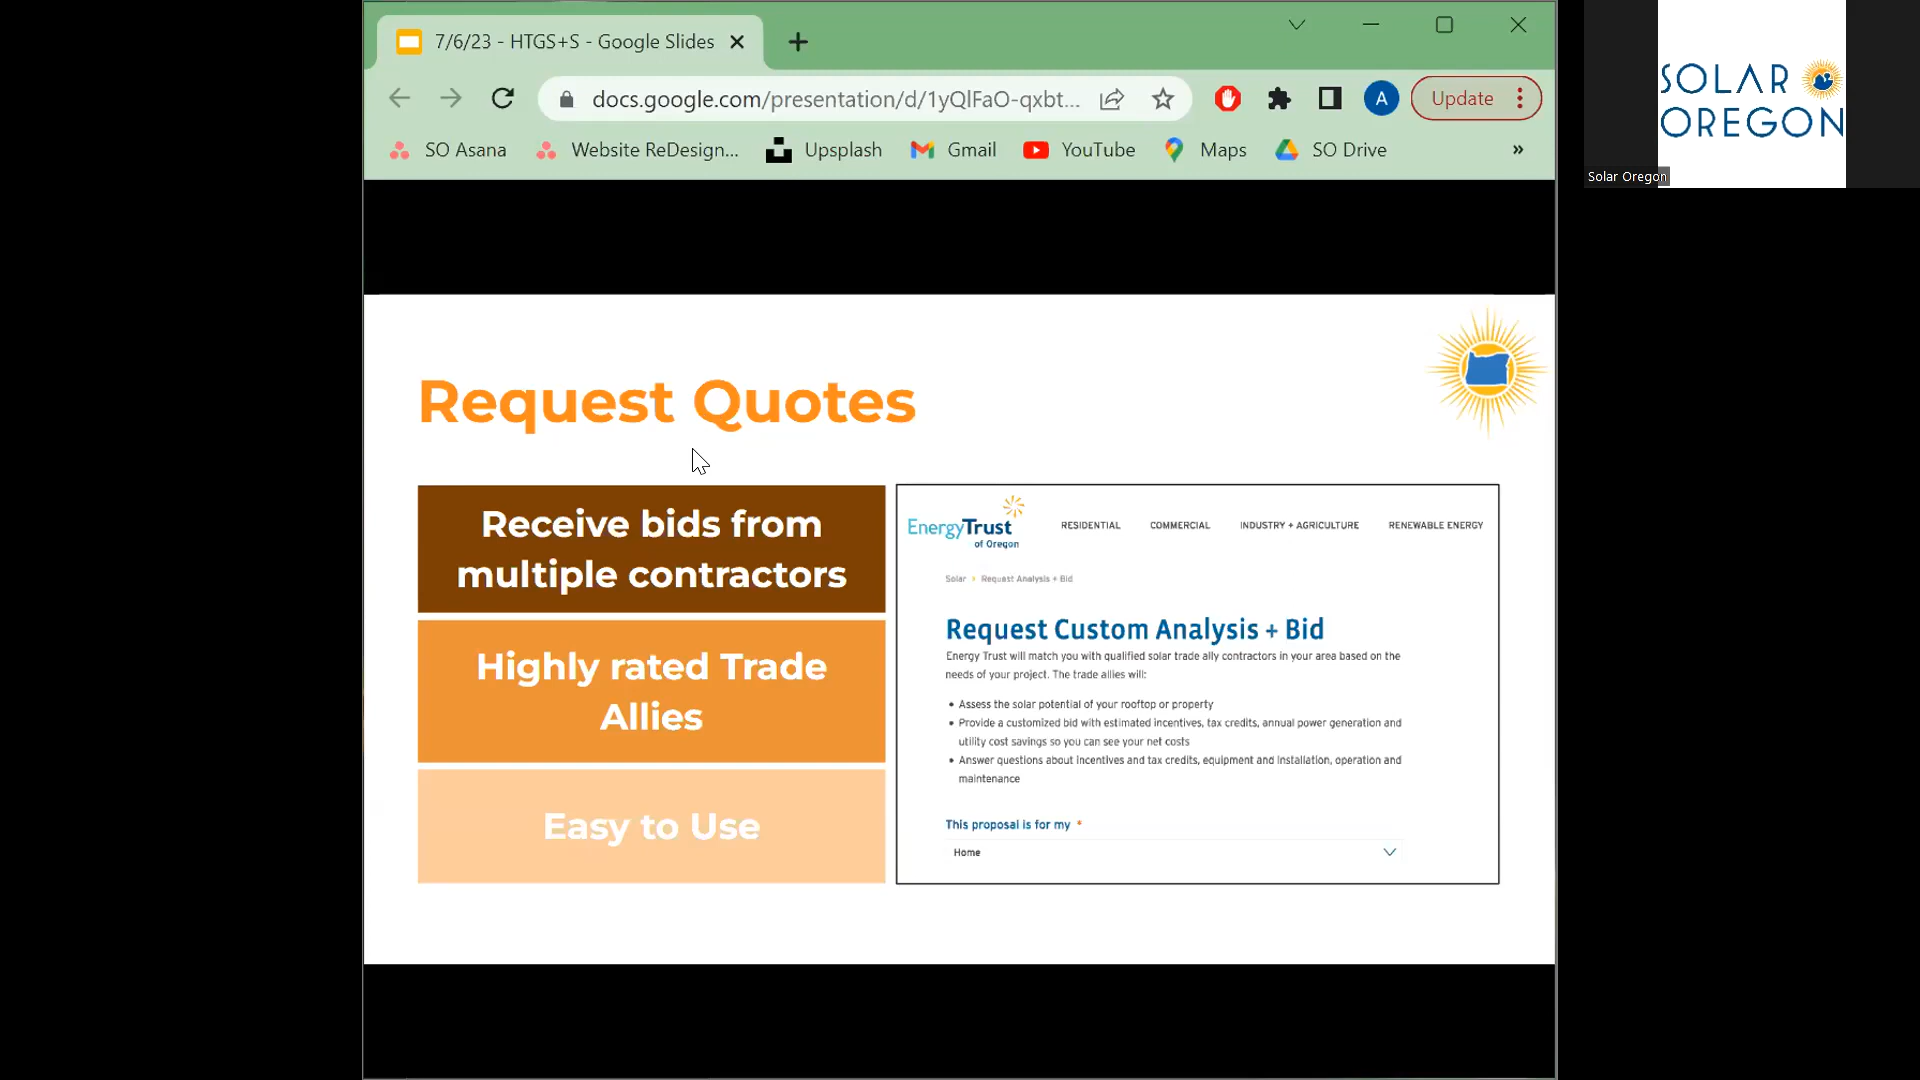 7/6/23 - HTGS+S - Google Slides
docs.google.com/presentation/d/1yQlFaO-qxbt...
A
Update
SO Asana
Website ReDesign...
Upsplash
Gmail
YouTube
Maps
SO Drive
»
SOLAR
OREGON
Solar Oregon
Request Quotes
Receive bids from
multiple contractors
Highly rated Trade
Allies
Easy to Use
EnergyTrust
of Oregon
RESIDENTIAL
COMMERCIAL
INDUSTRY + AGRICULTURE
RENEWABLE ENERGY
Solar > Request Analysis + Bid
Request Custom Analysis + Bid
Energy Trust will match you with qualified solar trade ally contractors in your area based on the
needs of your project. The trade allies will:
• Assess the solar potential of your rooftop or property
• Provide a customized bid with estimated incentives, tax credits, annual power generation and
utility cost savings so you can see your net costs
• Answer questions about incentives and tax credits, equipment and installation, operation and
maintenance
This proposal is for my *
Home